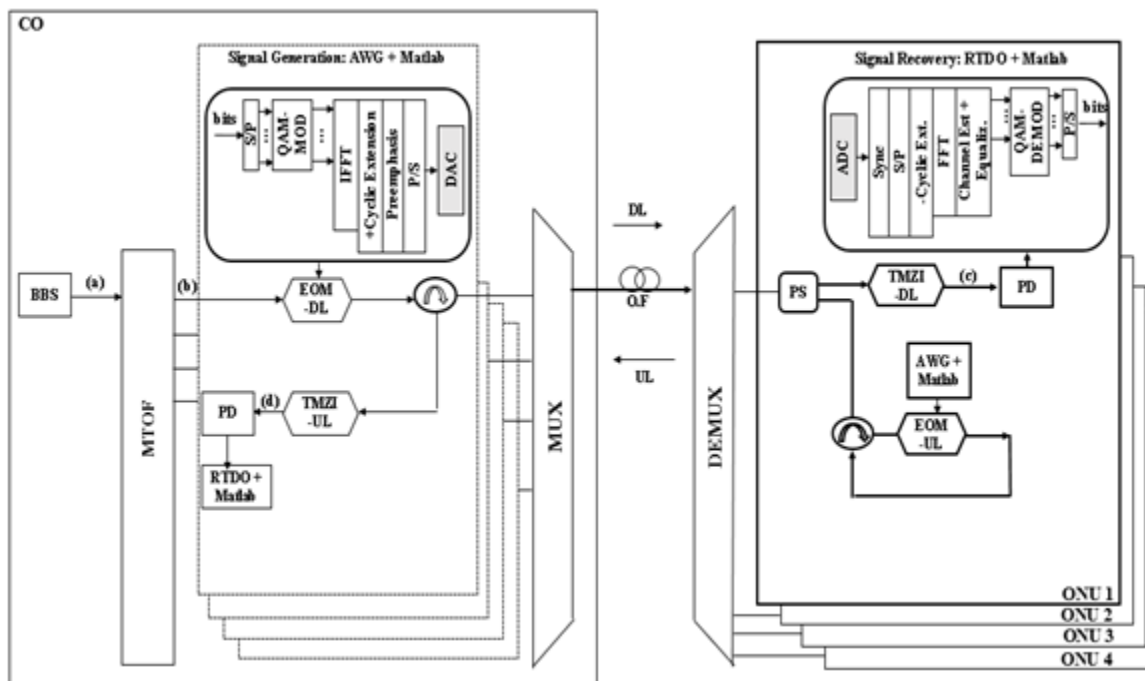 CO
Signal Generation: AWG + Matlab
bits
S/P
...
QAM-
MOD
...
IFFT
+Cyclic Extension
Preemphasis
P/S
DAC
BBS
(a)
MTOF
(b)
EOM
-DL
PD
(d)
TMZI
-UL
RTDO +
Matlab
MUX
DL
O.F
UL
DEMUX
Signal Recovery: RTDO + Matlab
ADC
Sync
S/P
-Cyclic Ext.
FFT
Channel Est +
Equaliz.
...
QAM-
DEMOD
...
P/S
bits
PS
TMZI
-DL
(c)
PD
AWG +
Matlab
EOM
-UL
ONU 1
ONU 2
ONU 3
ONU 4